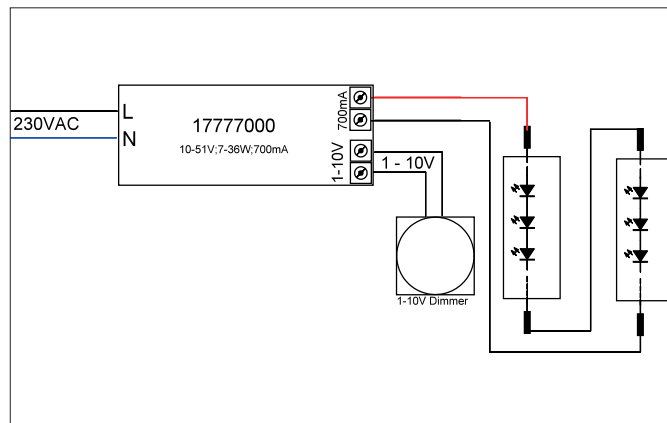 L
230VAC
N
17777000
10-51V;7-36W;700mA
700mA
1-10V
1 - 10V
1-10V Dimmer